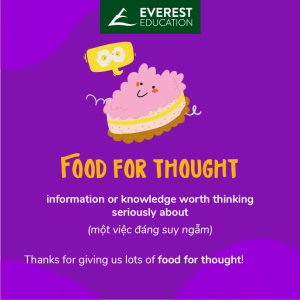 EVEREST
EDUCATION
FOOD FOR THOUGHT
information or knowledge worth thinking
seriously about
(một việc đáng suy ngẫm)
Thanks for giving us lots of food for thought!